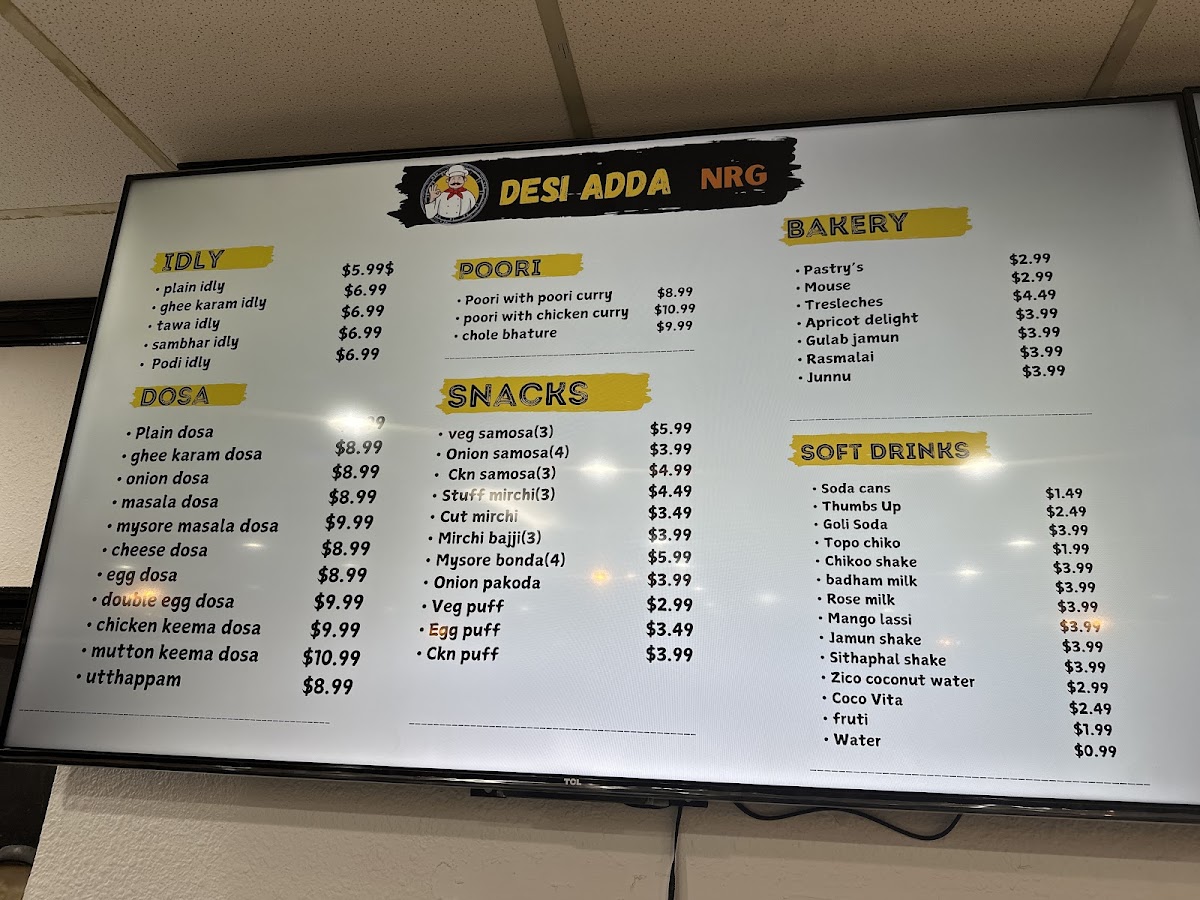 DESI ADDA NRG
IDLY
• plain idly $5.99$
• ghee karam idly $6.99
• tawa idly $6.99
• sambhar idly $6.99
• Podi idly $6.99
DOSA
• Plain dosa
• ghee karam dosa $8.99
• onion dosa $8.99
• masala dosa $8.99
• mysore masala dosa $9.99
• cheese dosa $8.99
• egg dosa $8.99
• double egg dosa $9.99
• chicken keema dosa $9.99
• mutton keema dosa $10.99
• utthappam $8.99
POORI
• Poori with poori curry $8.99
• poori with chicken curry $10.99
• chole bhature $9.99
SNACKS
• veg samosa(3) $5.99
• Onion samosa(4) $3.99
• Ckn samosa(3) $4.99
• Stuff mirchi(3) $4.49
• Cut mirchi $3.49
• Mirchi bajji(3) $3.99
• Mysore bonda(4) $5.99
• Onion pakoda $3.99
• Veg puff $2.99
• Egg puff $3.49
• Ckn puff $3.99
BAKERY
• Pastry's $2.99
• Mouse $2.99
• Tresleches $4.49
• Apricot delight $3.99
• Gulab jamun $3.99
• Rasmalai $3.99
• Junnu $3.99
SOFT DRINKS
• Soda cans $1.49
• Thumbs Up $2.49
• Goli Soda $3.99
• Topo chiko $1.99
• Chikoo shake $3.99
• badham milk $3.99
• Rose milk $3.99
• Mango lassi $3.99
• Jamun shake $3.99
• Sithaphal shake $3.99
• Zico coconut water $2.99
• Coco Vita $2.49
• fruti $1.99
• Water $0.99
TCL